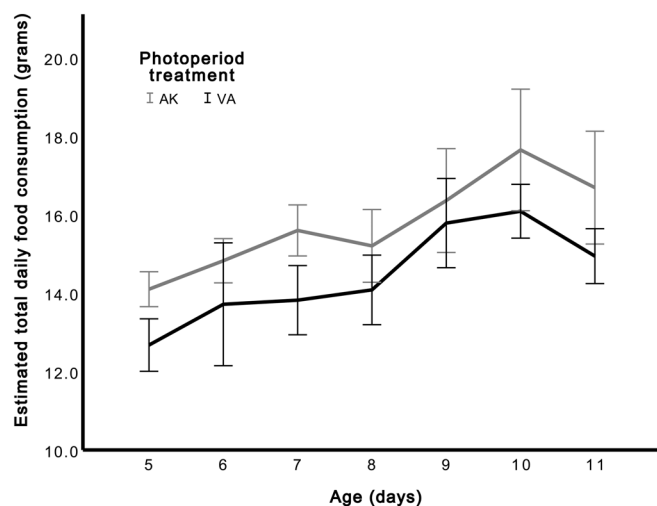 Estimated total daily food consumption (grams)
Photoperiod
treatment
AK VA
20.0
18.0
16.0
14.0
12.0
10.0
5 6 7 8 9 10 11
Age (days)